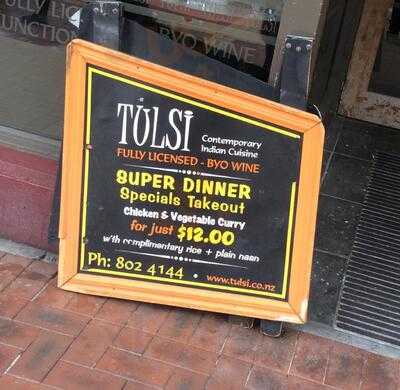 BYO WINE
TULSi
Contemporary
Indian Cuisine
FULLY LICENSED - BYO WINE
SUPER DINNER
Specials Takeout
Chicken & Vegetable Curry
for just $12.00
with complimentary rice + plain naan
Ph: 802 4144 • www.tulsi.co.nz